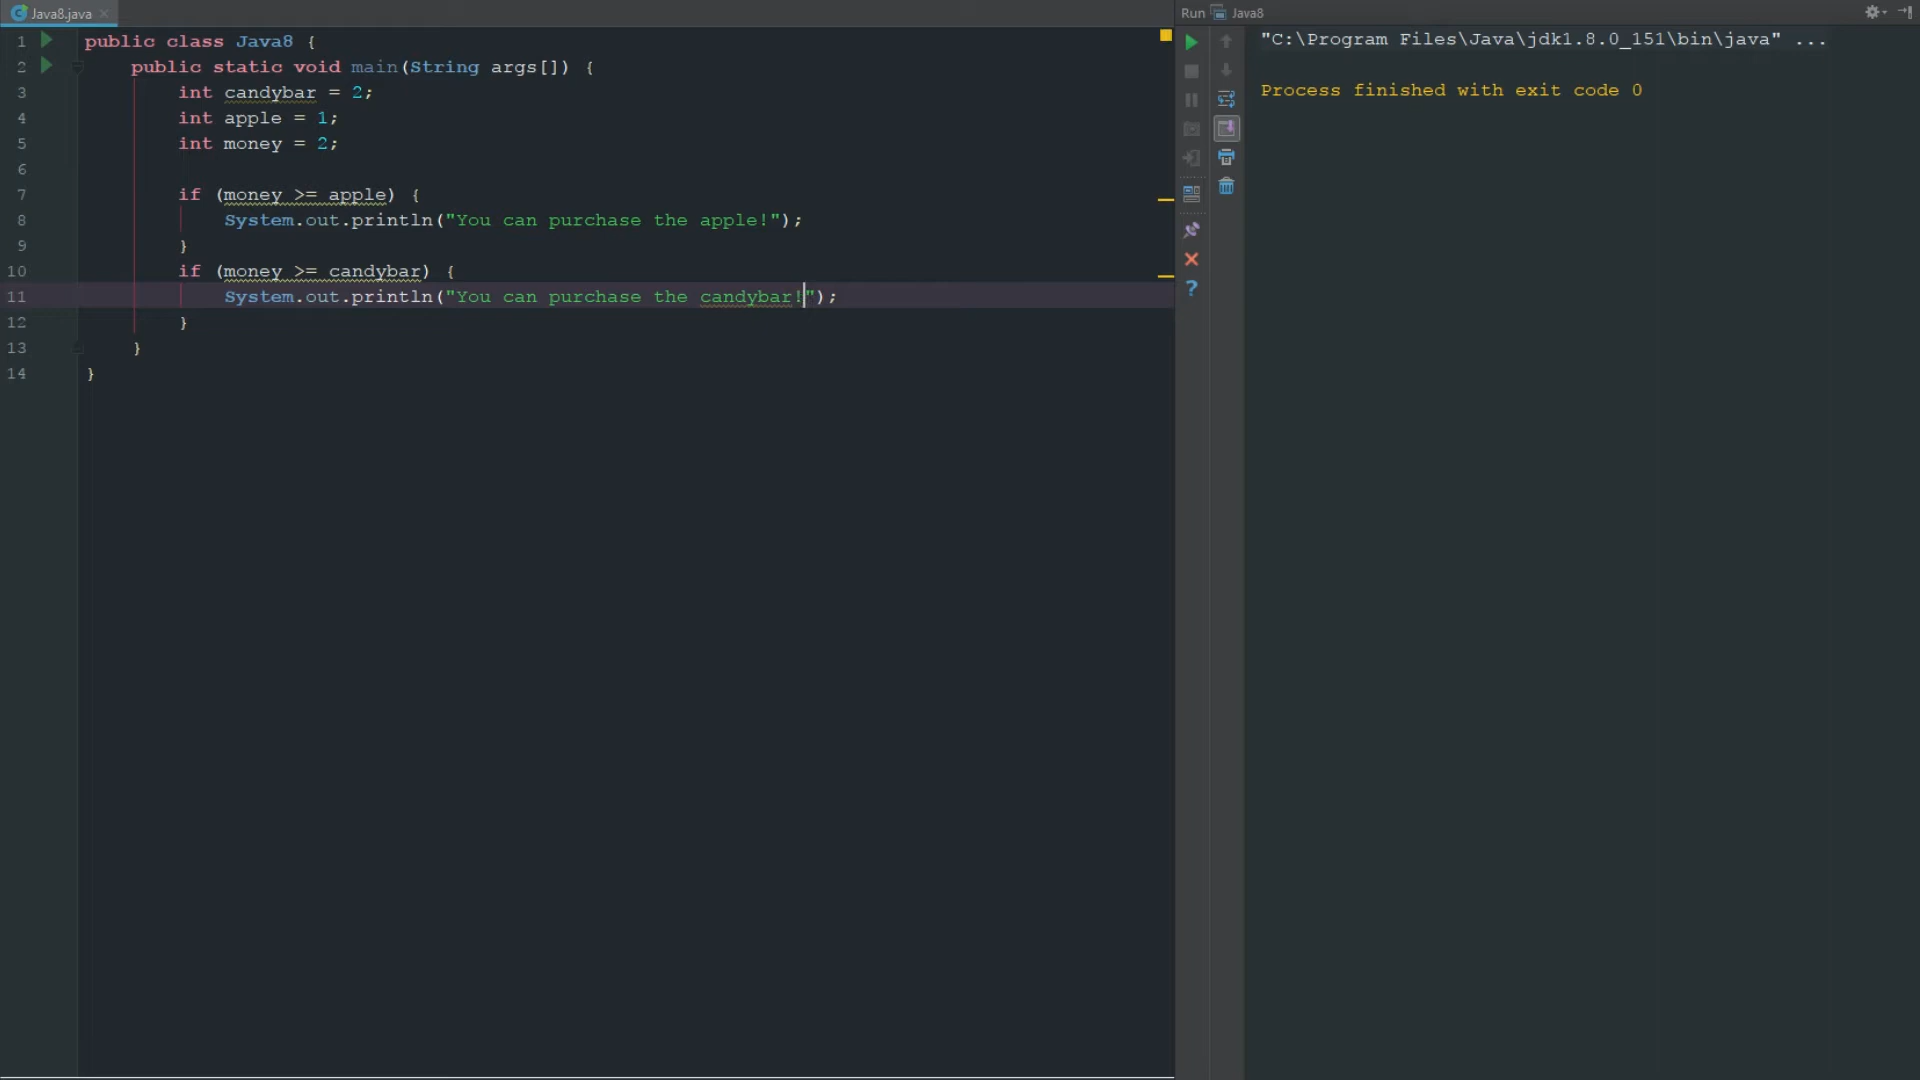 Java8.java
1 public class Java8 {
2 public static void main(String args[]) {
3 int candybar = 2;
4 int apple = 1;
5 int money = 2;
6
7 if (money >= apple) {
8 System.out.println("You can purchase the apple!");
9 }
10 if (money >= candybar) {
11 System.out.println("You can purchase the candybar!");
12 }
13 }
14 }
Run Java8
"C:\Program Files\Java\jdk1.8.0_151\bin\java" ...
Process finished with exit code 0